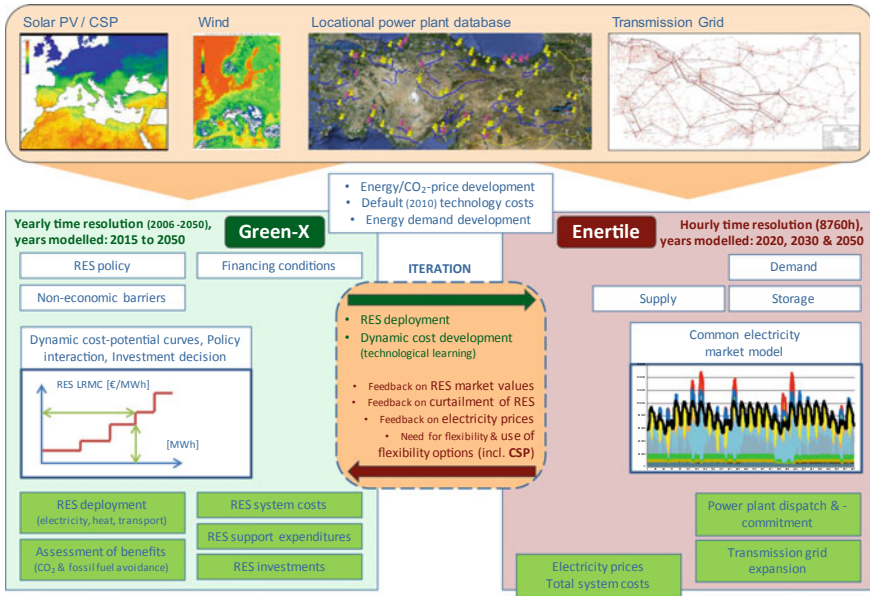 Solar PV / CSP
Wind
Locational power plant database
Transmission Grid
• Energy/CO₂-price development
• Default (2010) technology costs
• Energy demand development
Yearly time resolution (2006 -2050),
years modelled: 2015 to 2050
Green-X
RES policy
Financing conditions
Non-economic barriers
Dynamic cost-potential curves, Policy
interaction, Investment decision
RES LRMC [€/MWh]
[MWh]
RES deployment
(electricity, heat, transport)
RES system costs
RES support expenditures
Assessment of benefits
(CO₂ & fossil fuel avoidance)
RES investments
ITERATION
• RES deployment
• Dynamic cost development
(technological learning)
• Feedback on RES market values
• Feedback on curtailment of RES
• Feedback on electricity prices
• Need for flexibility & use of
flexibility options (incl. CSP)
Enertile
Hourly time resolution (8760h),
years modelled: 2020, 2030 & 2050
Demand
Supply
Storage
Common electricity
market model
Power plant dispatch & -
commitment
Transmission grid
expansion
Electricity prices
Total system costs